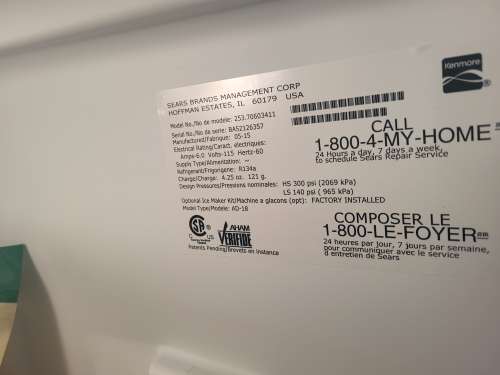 Kenmore
SEARS BRANDS MANAGEMENT CORP
HOFFMAN ESTATES, IL 60179 USA
Model No./No de modele: 253.70603411
Serial No./No de serie: BA52126357
Manufactured/Fabrique: 05-15
Electrical Rating/Caract. electriques:
Amps-6.0 Volts-115 Hertz-60
Supply Type/Alimentation: ~
Refrigerant/Frigorigene: R134a
Charge/Charge: 4.25 oz. 121 g.
Design Pressures/Pressions nominales: HS 300 psi (2069 kPa)
LS 140 psi ( 965 kPa)
Optional Ice Maker Kit/Machine a glacons (opt): FACTORY INSTALLED
Model Type/Modele: AD-18
CALL
1-800-4-MY-HOME
24 Hours a day, 7 days a week,
to schedule Sears Repair Service
COMPOSER LE
1-800-LE-FOYER
24 heures par jour, 7 jours par semaine,
pour communiquer avec le service
d entretien de Sears
AHAM
VERIFIDE
Patents Pending/Brevets en Instance